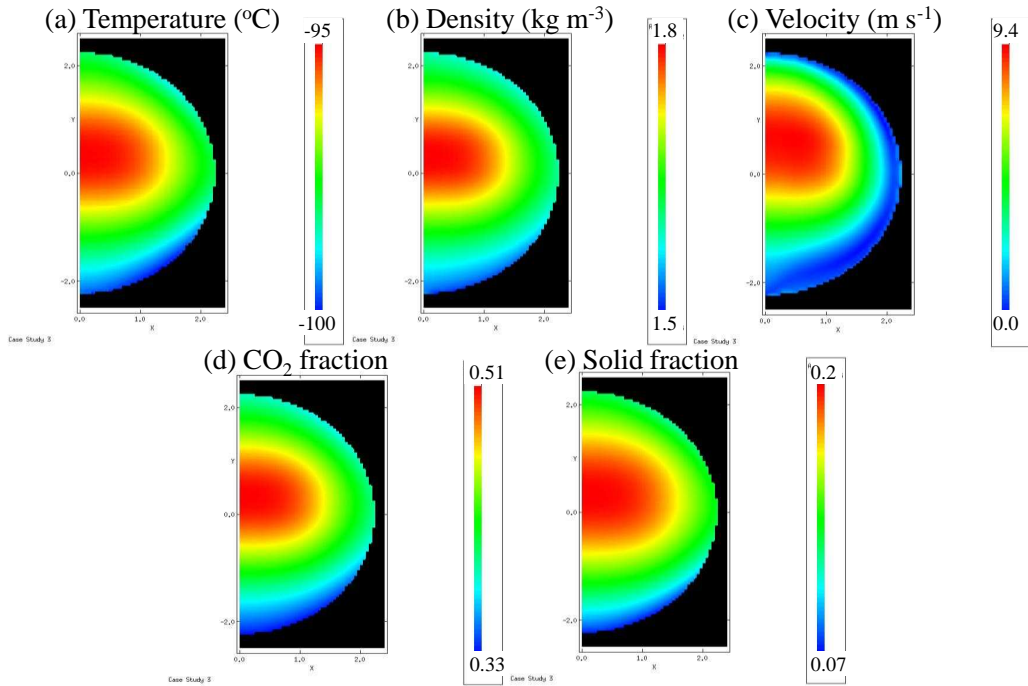 (a) Temperature (°C)
-95
2.0
Y
0.0
-2.0
0.0
1.0
2.0
X
-100
Case Study 3
(b) Density (kg m-3)
1.8
2.0
Y
0.0
-2.0
0.0
1.0
2.0
X
1.5
Case Study 3
(c) Velocity (m s-1)
9.4
2.0
Y
0.0
-2.0
0.0
1.0
2.0
X
0.0
Case Study 3
(d) CO2 fraction
0.51
2.0
Y
0.0
-2.0
0.0
1.0
2.0
X
0.33
Case Study 3
(e) Solid fraction
0.2
2.0
Y
0.0
-2.0
0.0
1.0
2.0
X
0.07
Case Study 3